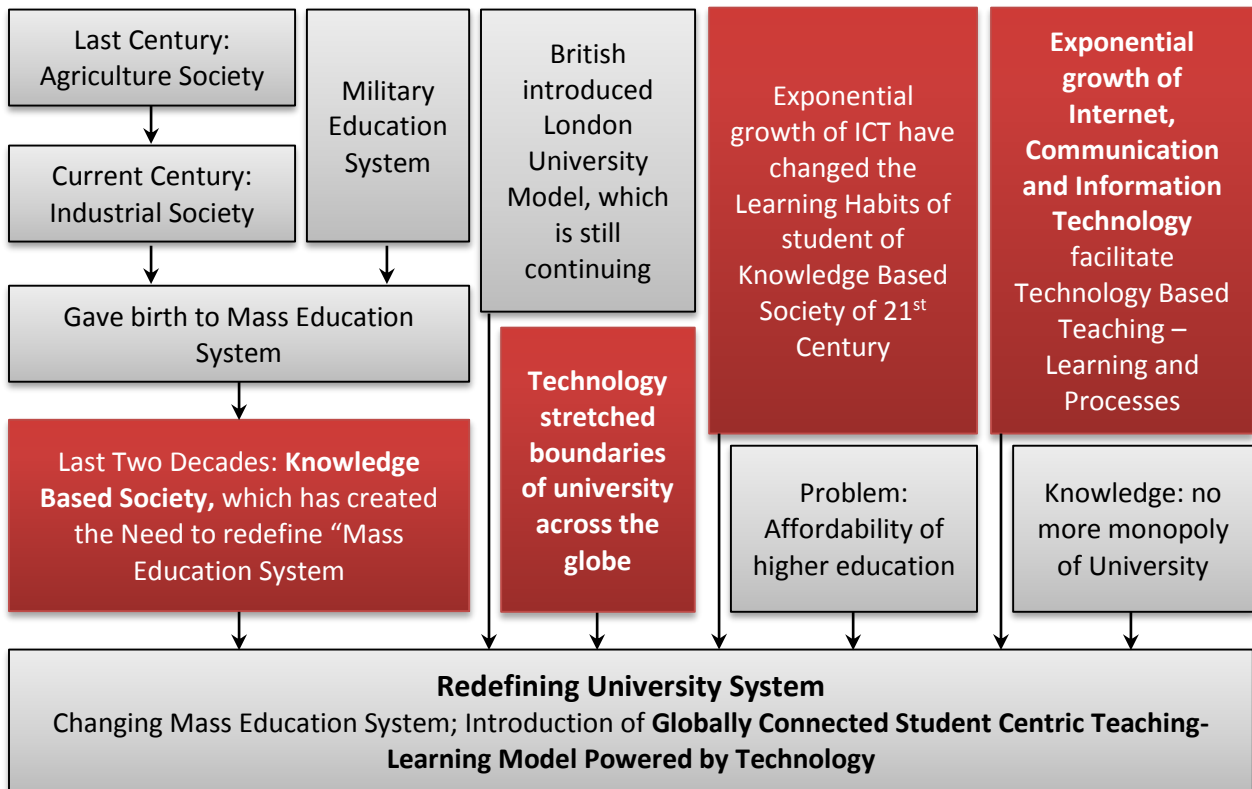 Last Century:
Agriculture Society
Current Century:
Industrial Society
Military
Education
System
Gave birth to Mass Education
System
Last Two Decades: Knowledge
Based Society, which has created
the Need to redefine “Mass
Education System
British
introduced
London
University
Model, which
is still
continuing
Technology
stretched
boundaries
of university
across the
globe
Exponential
growth of ICT have
changed the
Learning Habits of
student of
Knowledge Based
Society of 21st
Century
Problem:
Affordability of
higher education
Exponential
growth of
Internet,
Communication
and Information
Technology
facilitate
Technology Based
Teaching –
Learning and
Processes
Knowledge: no
more monopoly
of University
Redefining University System
Changing Mass Education System; Introduction of Globally Connected Student Centric Teaching-
Learning Model Powered by Technology